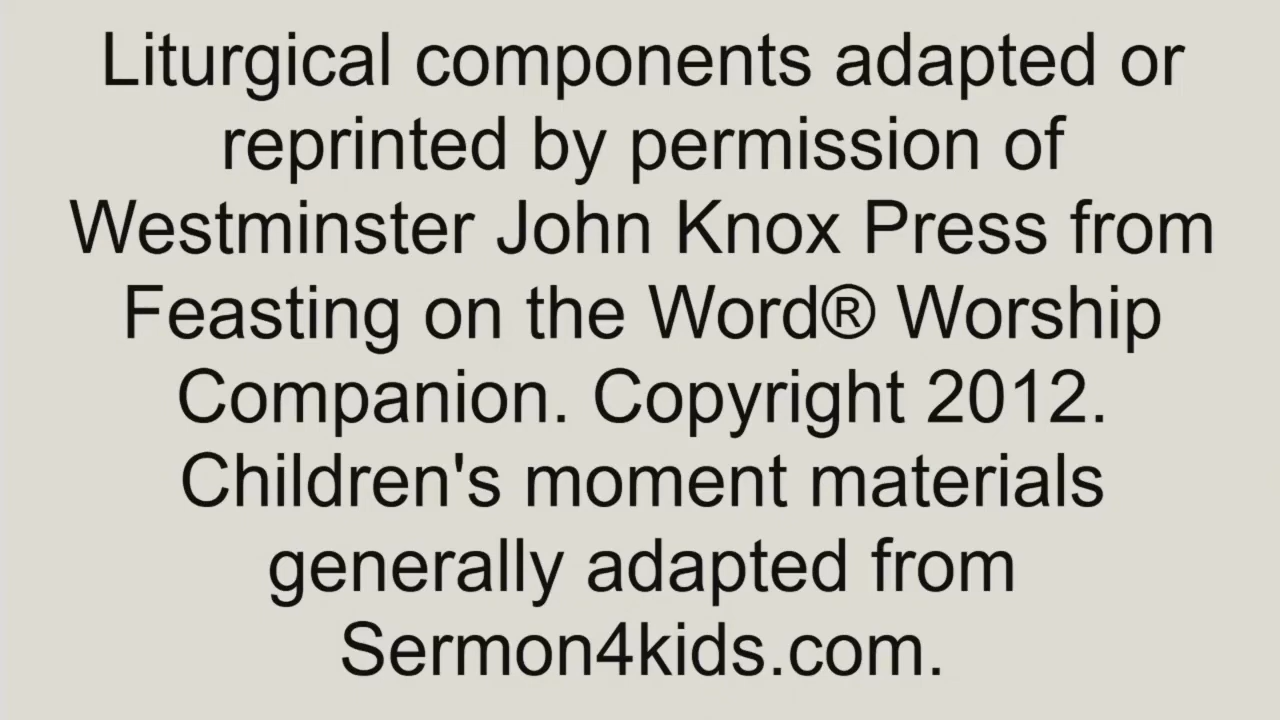 Liturgical components adapted or
reprinted by permission of
Westminster John Knox Press from
Feasting on the Word® Worship
Companion. Copyright 2012.
Children's moment materials
generally adapted from
Sermon4kids.com.